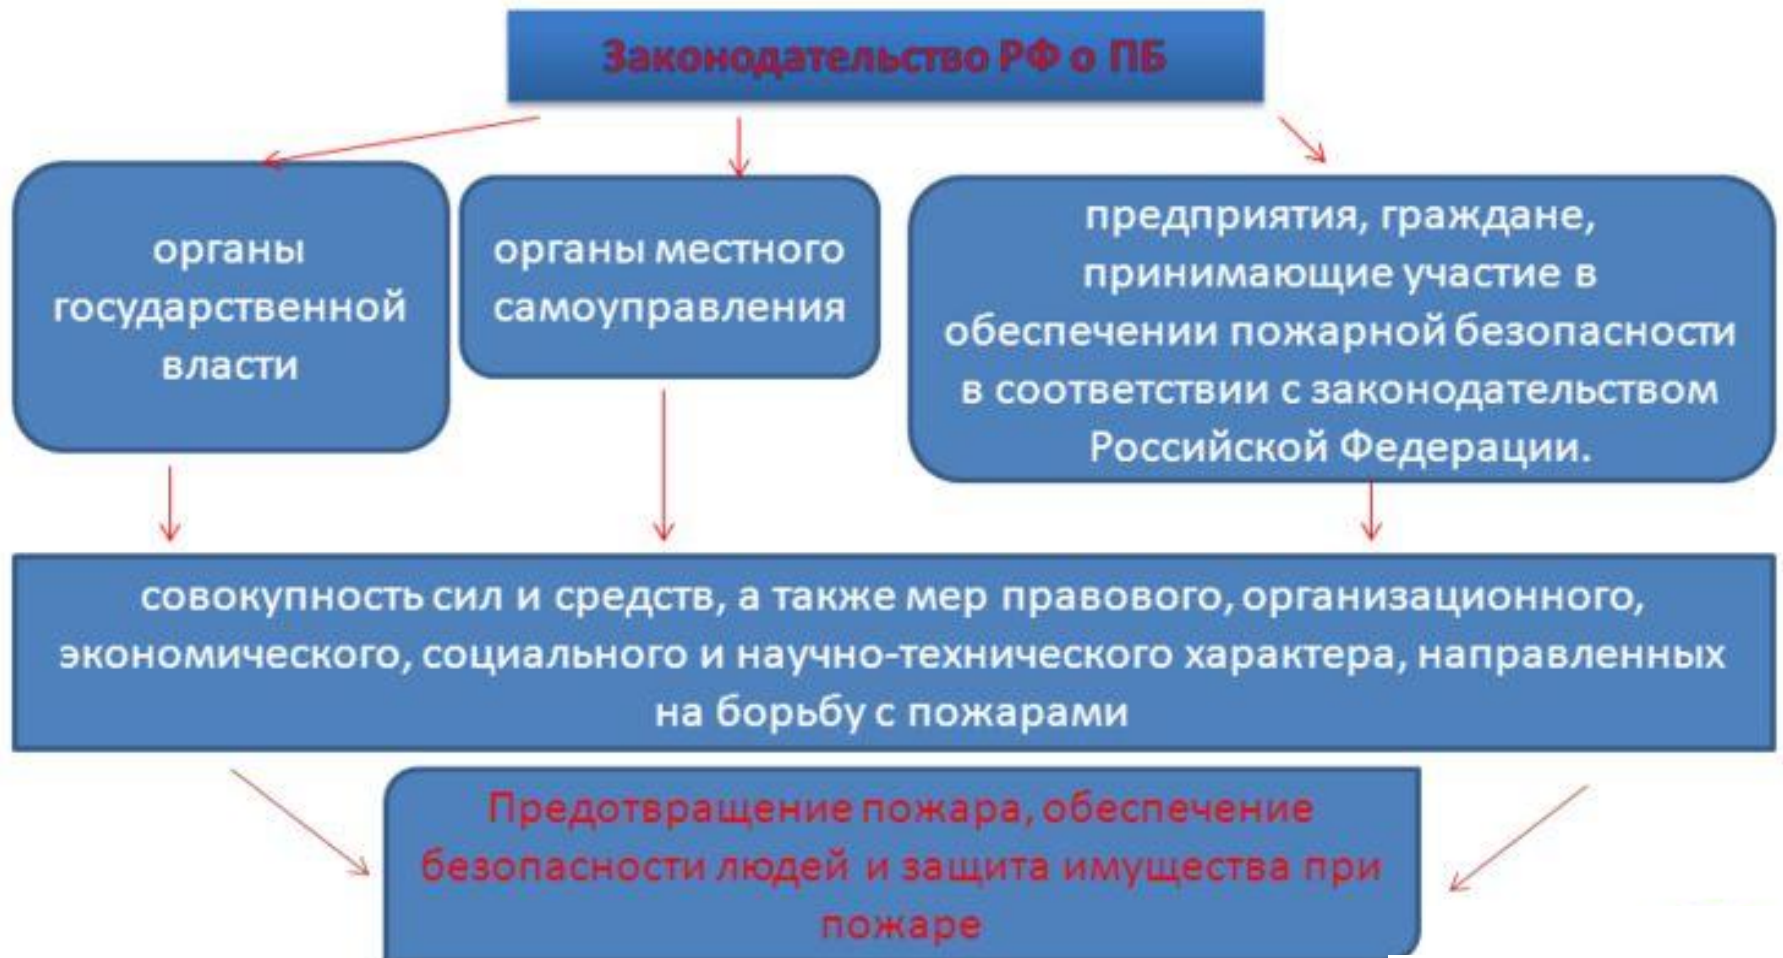 Законодательство РФ о ПБ
органы
государственной
власти
органы местного
самоуправления
предприятия, граждане,
принимающие участие в
обеспечении пожарной безопасности
в соответствии с законодательством
Российской Федерации.
совокупность сил и средств, а также мер правового, организационного,
экономического, социального и научно-технического характера, направленных
на борьбу с пожарами
Предотвращение пожара, обеспечение
безопасности людей и защита имущества при
пожаре